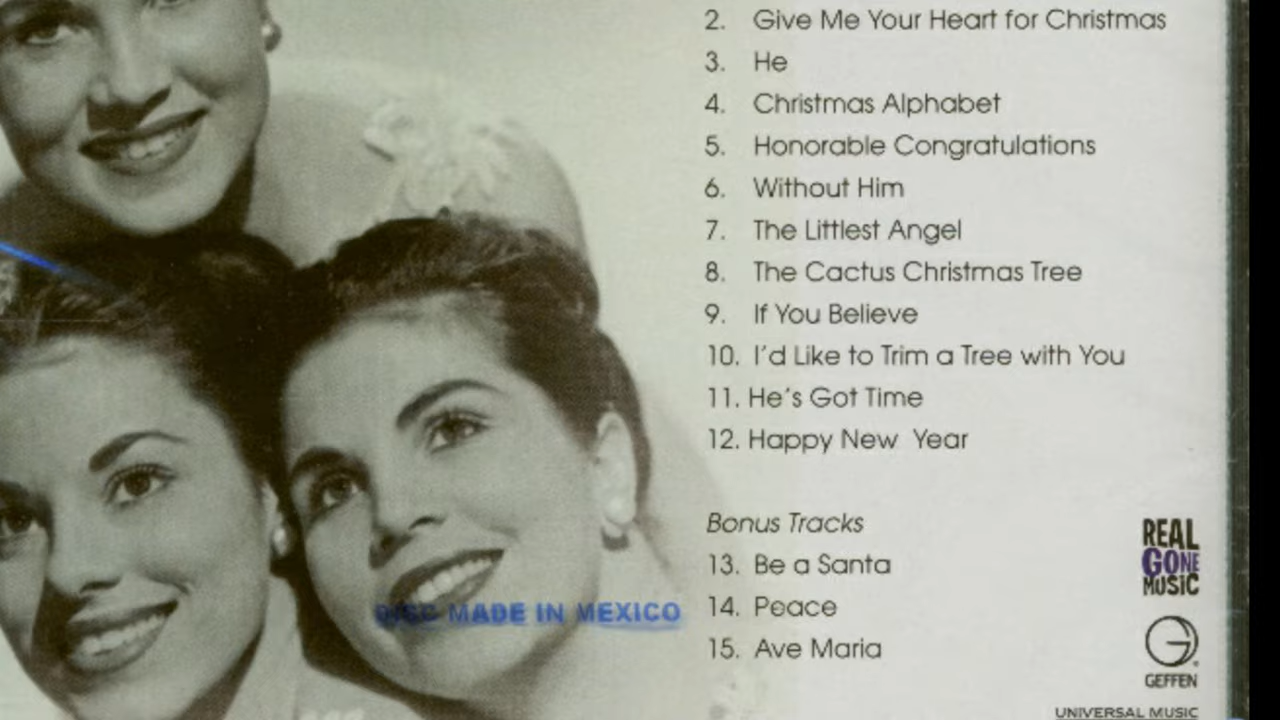 2. Give Me Your Heart for Christmas
3. He
4. Christmas Alphabet
5. Honorable Congratulations
6. Without Him
7. The Littlest Angel
8. The Cactus Christmas Tree
9. If You Believe
10. I'd Like to Trim a Tree with You
11. He's Got Time
12. Happy New Year
Bonus Tracks
13. Be a Santa
14. Peace
15. Ave Maria
DISC MADE IN MEXICO
REAL
GONE
MUSIC
GEFFEN
UNIVERSAL MUSIC